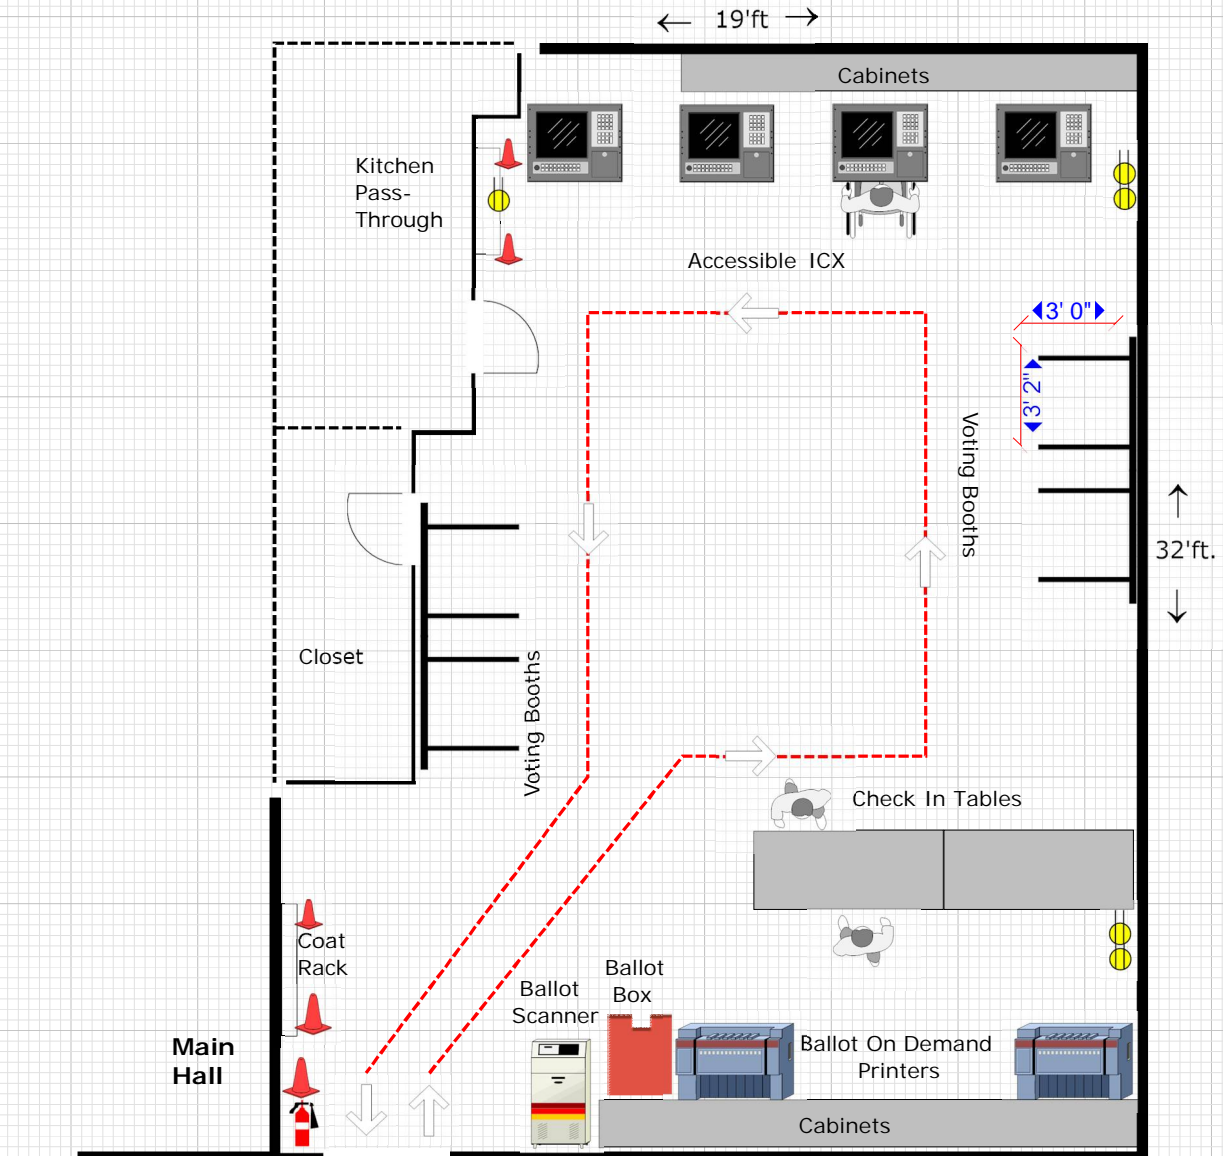 19'ft
Cabinets
Kitchen
Pass-
Through
Accessible ICX
3' 0"
3' 2"
Voting Booths
32'ft.
Closet
Voting Booths
Check In Tables
Coat
Rack
Ballot
Box
Ballot
Scanner
Main
Hall
Ballot On Demand
Printers
Cabinets